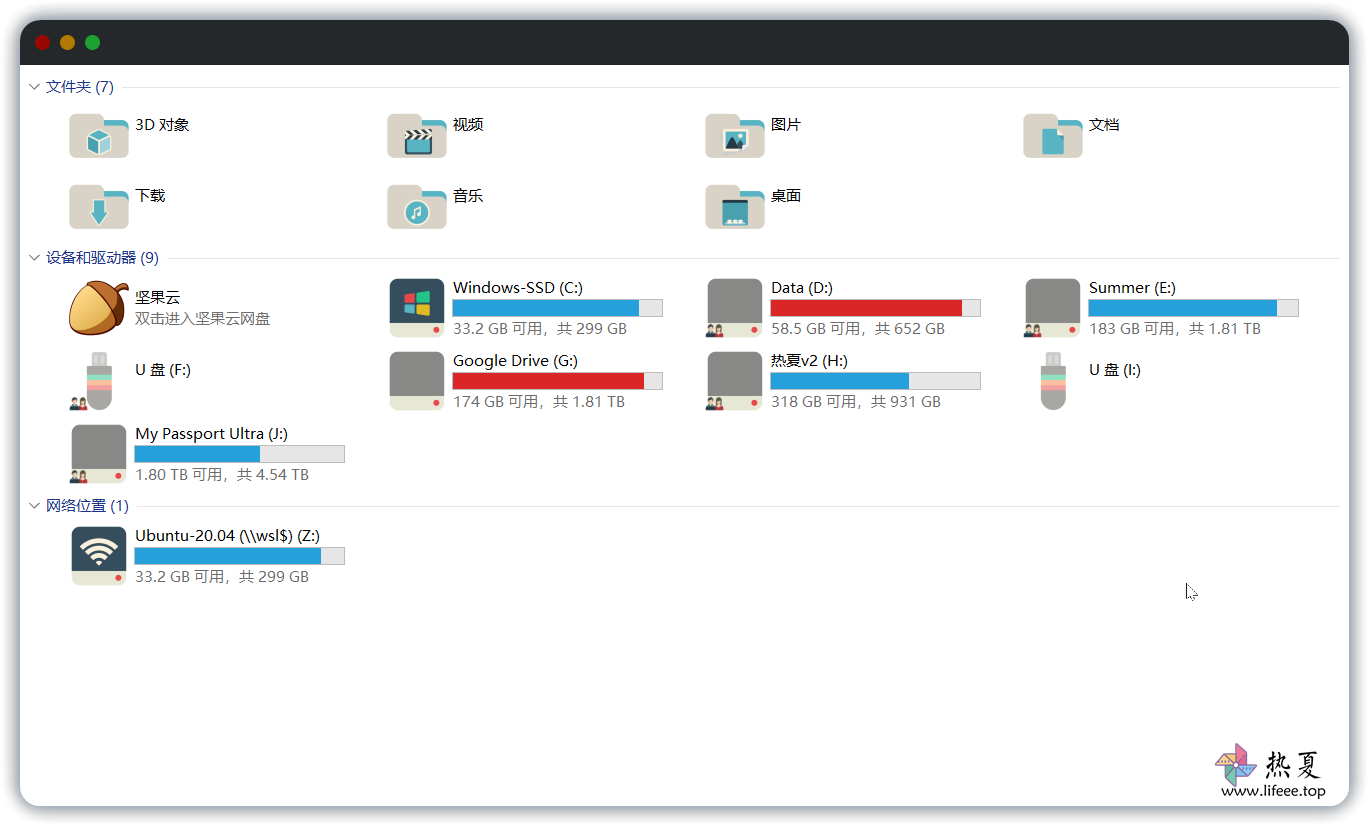 文件夹 (7)
3D 对象
视频
图片
文档
下载
音乐
桌面
设备和驱动器 (9)
坚果云
双击进入坚果云网盘
Windows-SSD (C:)
33.2 GB 可用，共 299 GB
Data (D:)
58.5 GB 可用，共 652 GB
Summer (E:)
183 GB 可用，共 1.81 TB
U 盘 (F:)
Google Drive (G:)
174 GB 可用，共 1.81 TB
热夏v2 (H:)
318 GB 可用，共 931 GB
U 盘 (I:)
My Passport Ultra (J:)
1.80 TB 可用，共 4.54 TB
网络位置 (1)
Ubuntu-20.04 (\\wsl$) (Z:)
33.2 GB 可用，共 299 GB
热夏
www.lifeee.top